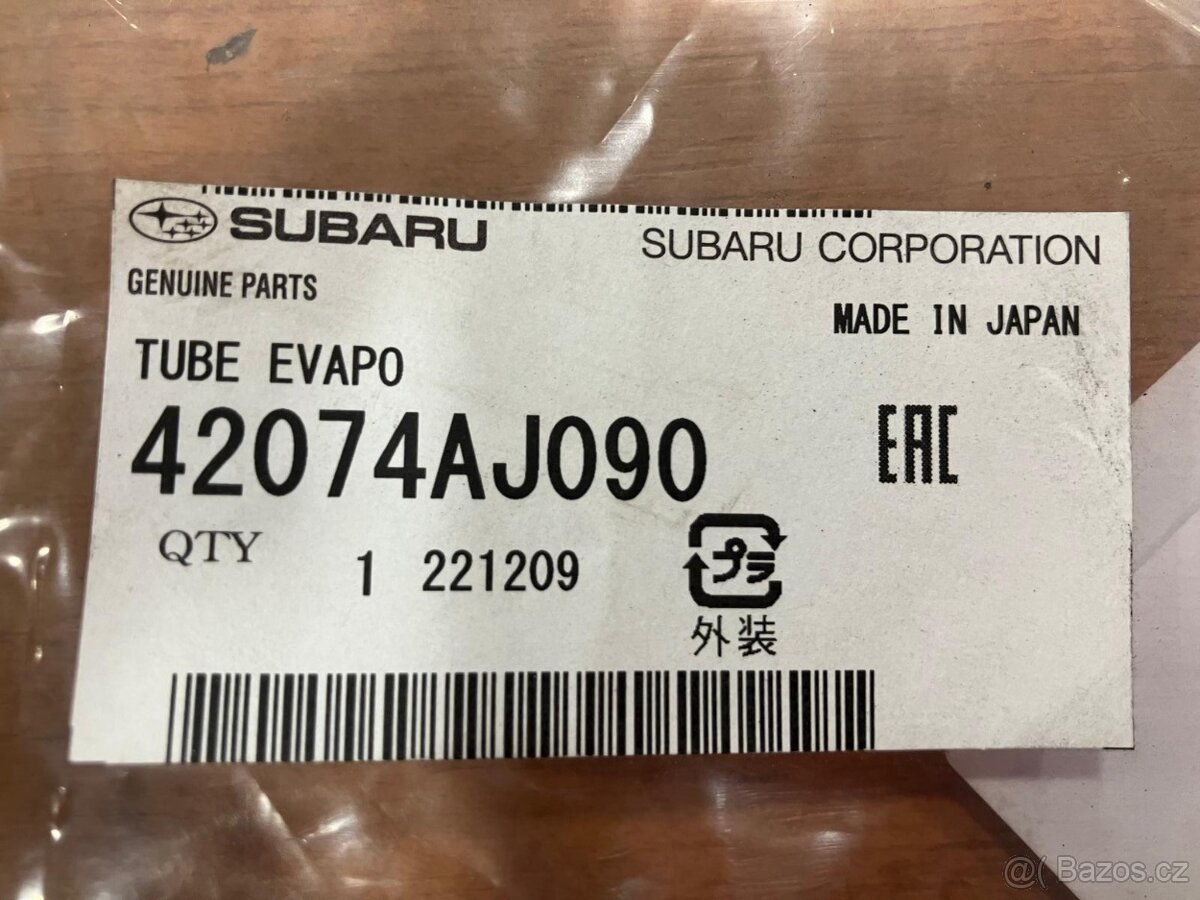 SUBARU
SUBARU CORPORATION
GENUINE PARTS
MADE IN JAPAN
TUBE EVAPO
42074AJ090
EAC
QTY 1 221209
プラ
外装
@( Bazos.cz